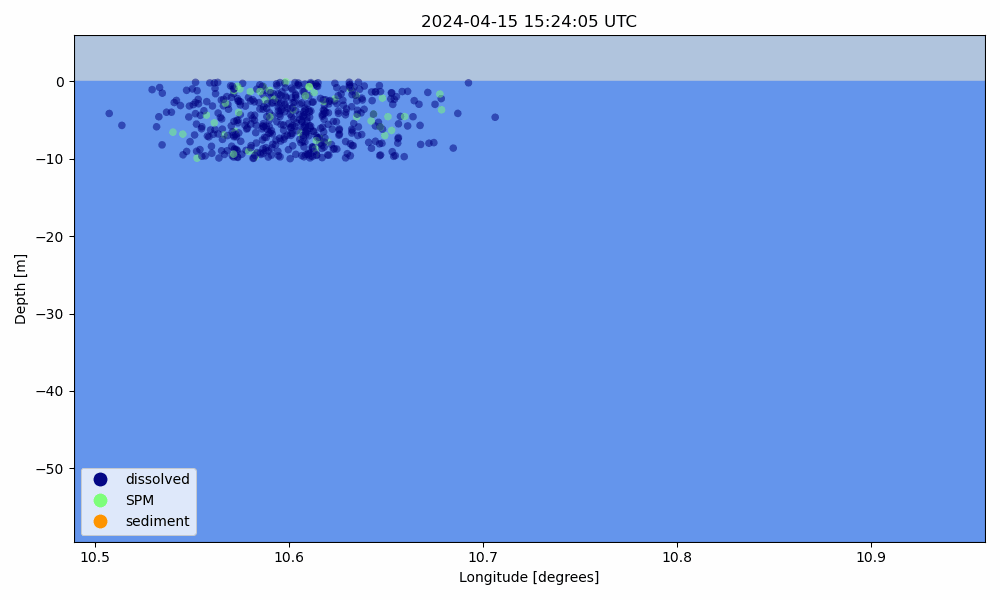 2024-04-15 15:24:05 UTC
0
−10
−20
−30
−40
−50
Depth [m]
dissolved
SPM
sediment
10.5 10.6 10.7 10.8 10.9
Longitude [degrees]